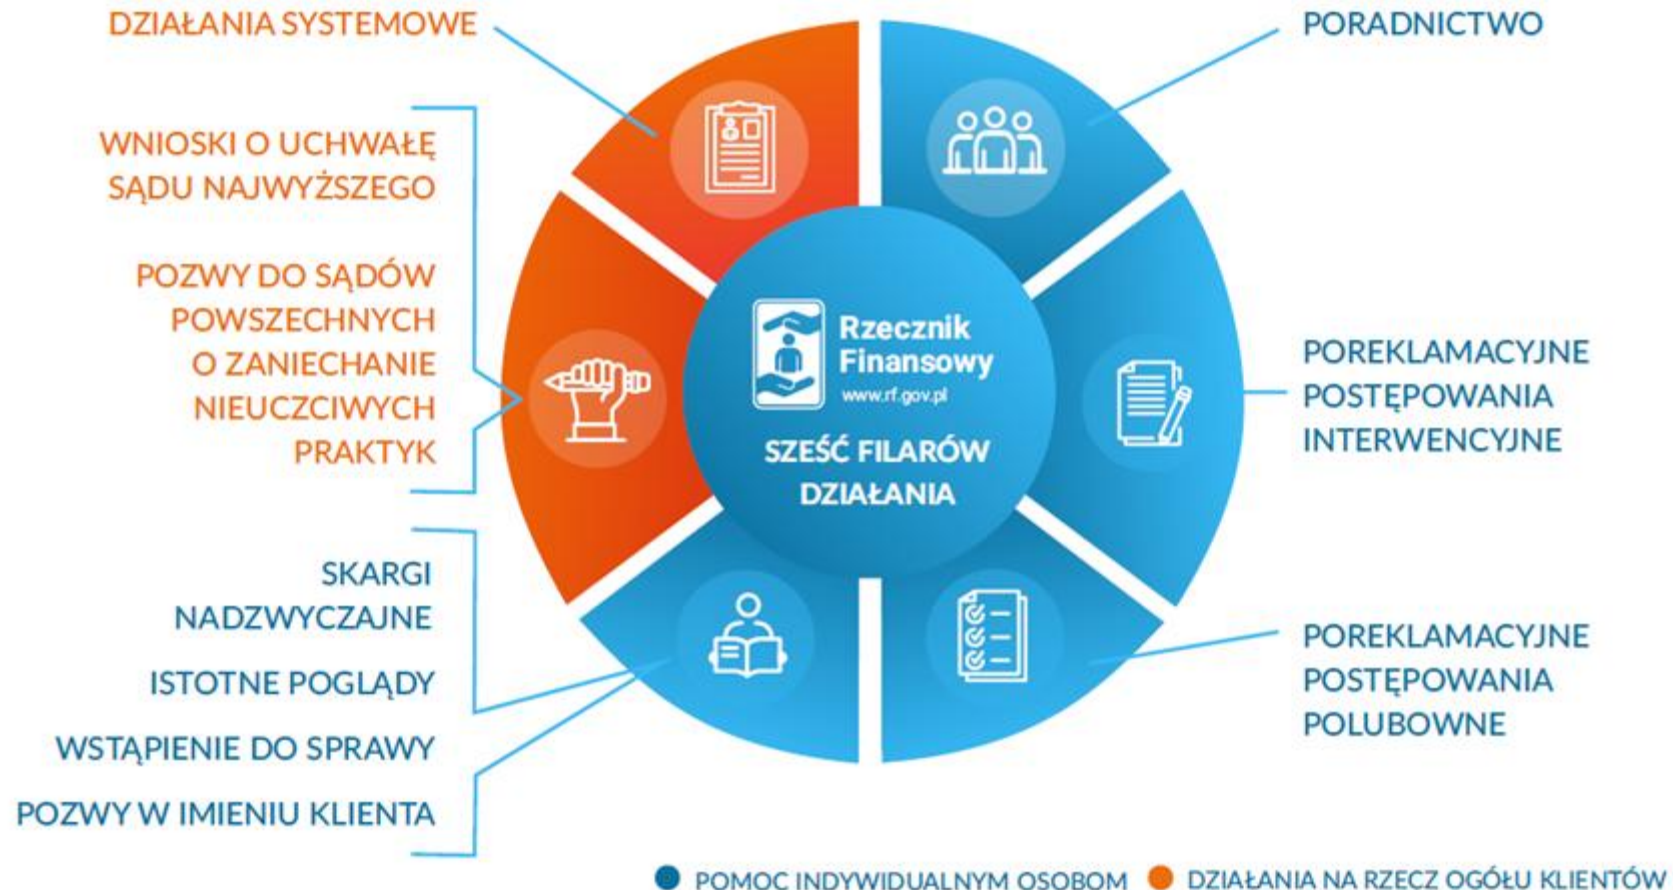 DZIAŁANIA SYSTEMOWE
WNIOSKI O UCHWAŁĘ
SĄDU NAJWYŻSZEGO
POZWY DO SĄDÓW
POWSZECHNYCH
O ZANIECHANIE
NIEUCZCIWYCH
PRAKTYK
SKARGI
NADZWYCZAJNE
ISTOTNE POGLĄDY
WSTĄPIENIE DO SPRAWY
POZWY W IMIENIU KLIENTA
Rzecznik
Finansowy
www.rf.gov.pl
SZEŚĆ FILARÓW
DZIAŁANIA
PORADNICTWO
POREKLAMACYJNE
POSTĘPOWANIA
INTERWENCYJNE
POREKLAMACYJNE
POSTĘPOWANIA
POLUBOWNE
POMOC INDYWIDUALNYM OSOBOM
DZIAŁANIA NA RZECZ OGÓŁU KLIENTÓW